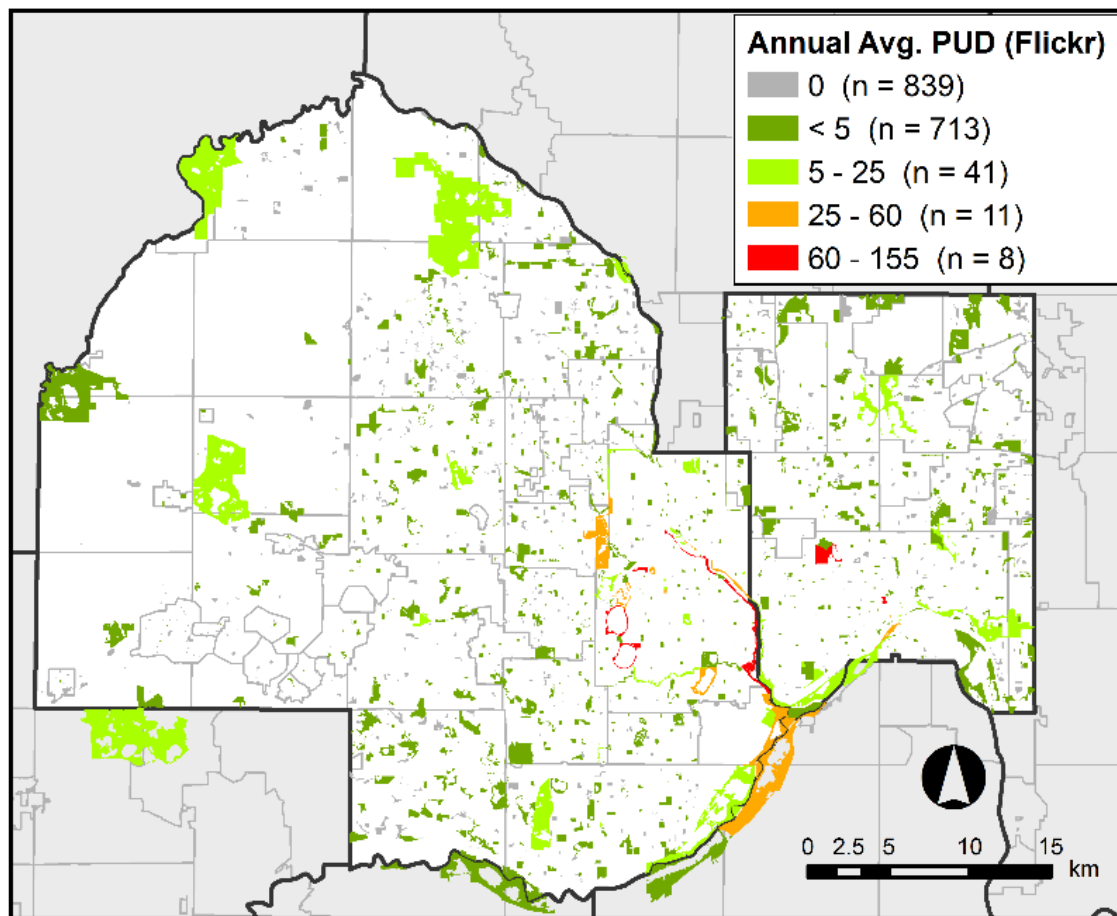 Annual Avg. PUD (Flickr)
0 (n = 839)
< 5 (n = 713)
5 - 25 (n = 41)
25 - 60 (n = 11)
60 - 155 (n = 8)
0 2.5 5 10 15
km